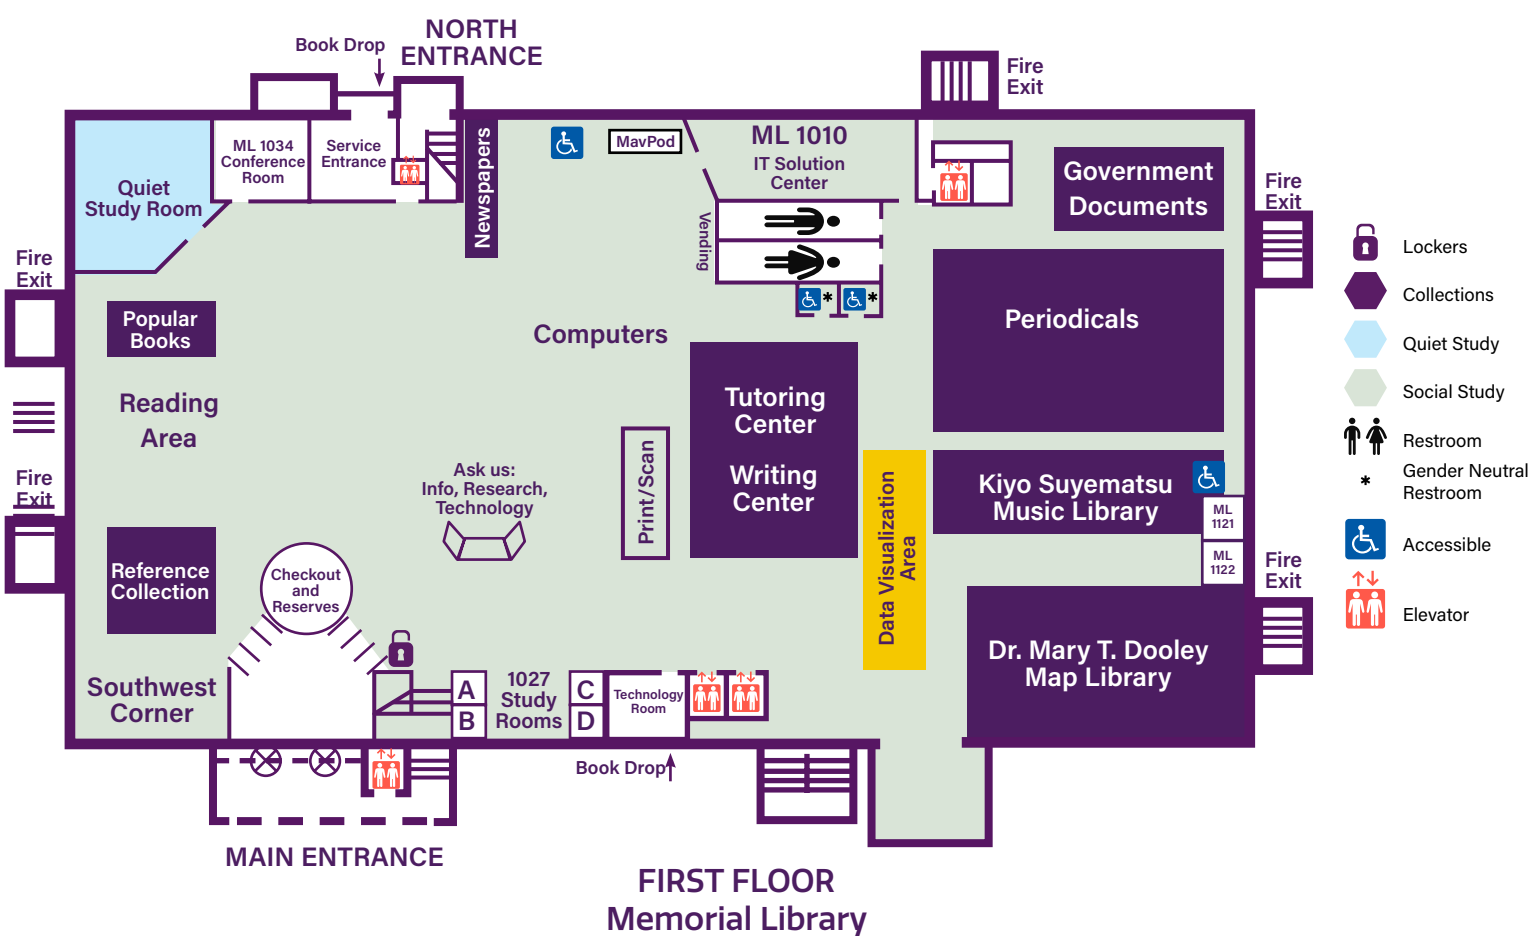 NORTH
ENTRANCE
Book Drop
Fire
Exit
ML 1034
Conference
Room
Service
Entrance
Newspapers
MavPod
ML 1010
IT Solution
Center
Government
Documents
Quiet
Study Room
Vending
Fire
Exit
Fire
Exit
*
*
Lockers
Collections
Quiet Study
Social Study
Restroom
*
Gender Neutral
Restroom
Accessible
Elevator
Popular
Books
Computers
Periodicals
Reading
Area
Tutoring
Center
Writing
Center
Fire
Exit
Ask us:
Info, Research,
Technology
Print/Scan
Data Visualization
Area
Kiyo Suyematsu
Music Library
ML
1121
ML
1122
Fire
Exit
Reference
Collection
Checkout
and
Reserves
Dr. Mary T. Dooley
Map Library
Southwest
Corner
A
B
1027
Study
Rooms
C
D
Technology
Room
Book Drop
MAIN ENTRANCE
FIRST FLOOR
Memorial Library